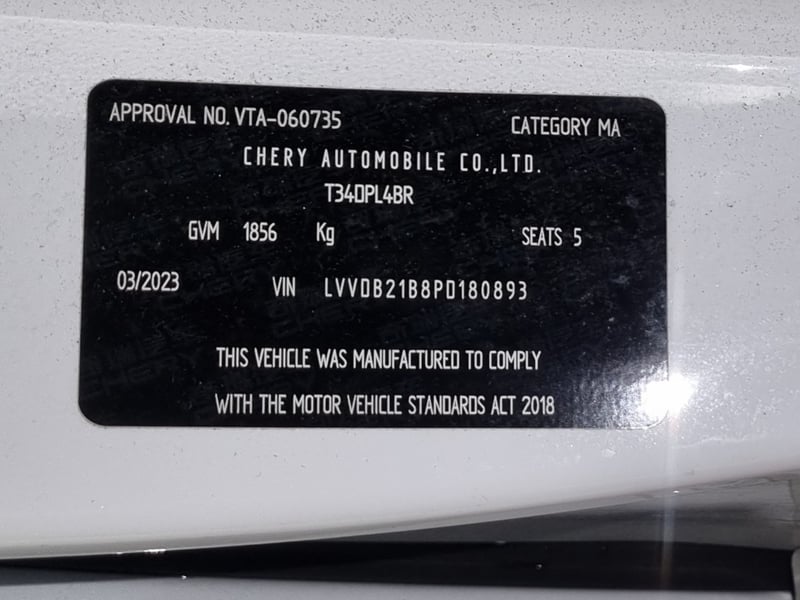 APPROVAL NO. VTA-060735 CATEGORY MA
CHERY AUTOMOBILE CO.,LTD.
T34DPL4BR
GVM 1856 Kg SEATS 5
03/2023 VIN LVVDB21B8PD180893
THIS VEHICLE WAS MANUFACTURED TO COMPLY
WITH THE MOTOR VEHICLE STANDARDS ACT 2018